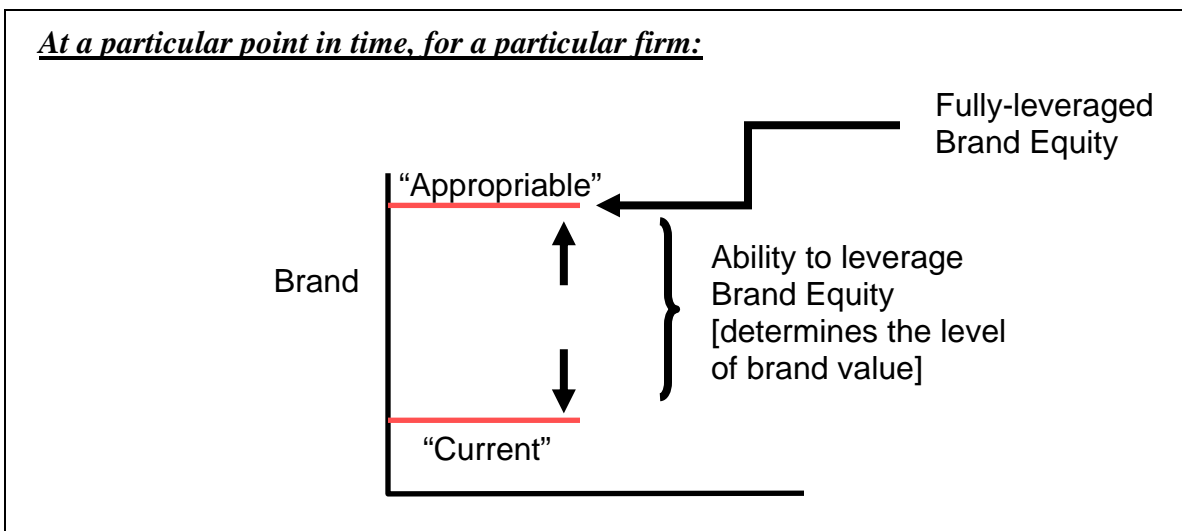 At a particular point in time, for a particular firm:
Fully-leveraged
Brand Equity
“Appropriable”
Brand
Ability to leverage
Brand Equity
[determines the level
of brand value]
“Current”